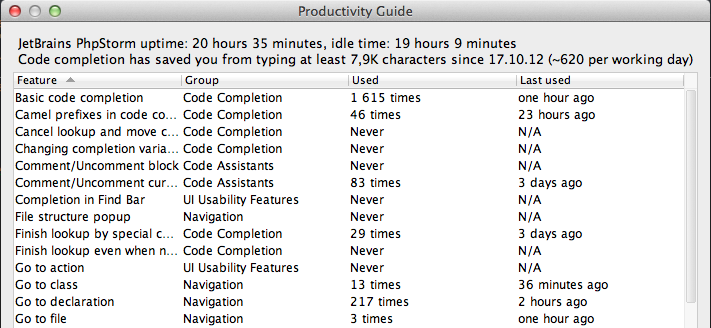 Productivity Guide
JetBrains PhpStorm uptime: 20 hours 35 minutes, idle time: 19 hours 9 minutes
Code completion has saved you from typing at least 7,9K characters since 17.10.12 (~620 per working day)
Feature Group Used Last used
Basic code completion Code Completion 1 615 times one hour ago
Camel prefixes in code co... Code Completion 46 times 23 hours ago
Cancel lookup and move c... Code Completion Never N/A
Changing completion varia... Code Completion Never N/A
Comment/Uncomment block Code Assistants Never N/A
Comment/Uncomment cur... Code Assistants 83 times 3 days ago
Completion in Find Bar UI Usability Features Never N/A
File structure popup Navigation Never N/A
Finish lookup by special c... Code Completion 29 times 3 days ago
Finish lookup even when n... Code Completion Never N/A
Go to action UI Usability Features Never N/A
Go to class Navigation 13 times 36 minutes ago
Go to declaration Navigation 217 times 2 hours ago
Go to file Navigation 3 times one hour ago